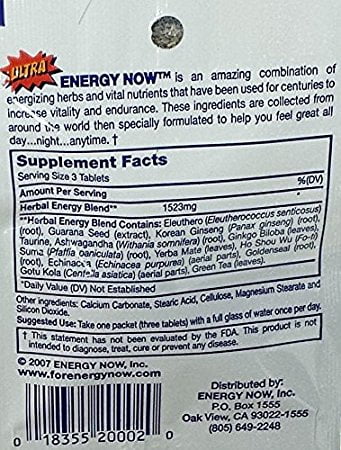 ULTRA
ENERGY NOW™ is an amazing combination of
energizing herbs and vital nutrients that have been used for centuries to
increase vitality and endurance. These ingredients are collected from
around the world then specially formulated to help you feel great all
day...night...anytime. †
Supplement Facts
Serving Size 3 Tablets
Amount Per Serving %(DV)
Herbal Energy Blend** 1523mg *
**Herbal Energy Blend Contains: Eleuthero (Eleutherococcus senticosus)
(root), Guarana Seed (extract), Korean Ginseng (Panax ginseng) (root),
Taurine, Ashwagandha (Withania somnifera) (root), Ginkgo Biloba (leaves),
Suma (Pfaffia paniculata) (root), Yerba Mate (leaves), Ho Shou Wu (Fo-ti)
(root), Echinacea (Echinacea purpurea) (aerial parts), Goldenseal (root),
Gotu Kola (Centella asiatica) (aerial parts), Green Tea (leaves).
*Daily Value (DV) Not Established
Other ingredients: Calcium Carbonate, Stearic Acid, Cellulose, Magnesium Stearate and
Silicon Dioxide.
Suggested Use: Take one packet (three tablets) with a full glass of water once per day.
† This statement has not been evaluated by the FDA. This product is not
intended to diagnose, treat, cure or prevent any disease.
© 2007 ENERGY NOW, Inc.
www.forenergynow.com
Distributed by:
ENERGY NOW, Inc.
P.O. Box 1555
Oak View, CA 93022-1555
(805) 649-2248
0 18355 20002 0